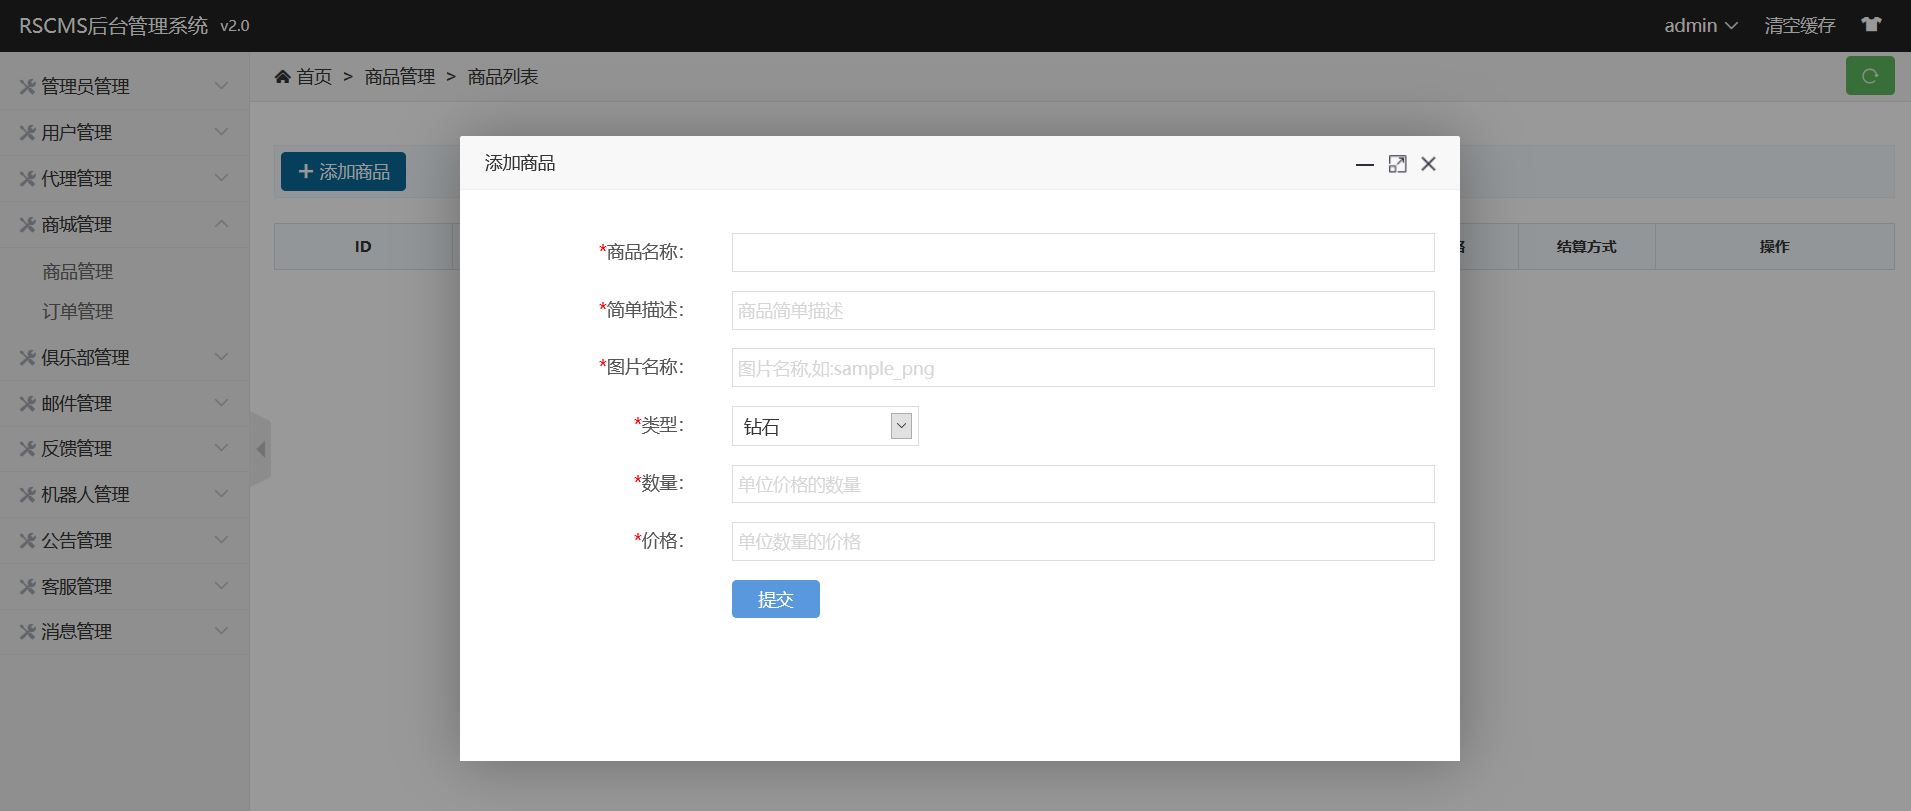 RSCMS后台管理系统 v2.0
admin 清空缓存
管理员管理
用户管理
代理管理
商城管理
商品管理
订单管理
俱乐部管理
邮件管理
反馈管理
机器人管理
公告管理
客服管理
消息管理
首页 > 商品管理 > 商品列表
添加商品
ID 结算方式 操作
添加商品
*商品名称：
*简单描述： 商品简单描述
*图片名称： 图片名称,如:sample_png
*类型： 钻石
*数量： 单位价格的数量
*价格： 单位数量的价格
提交